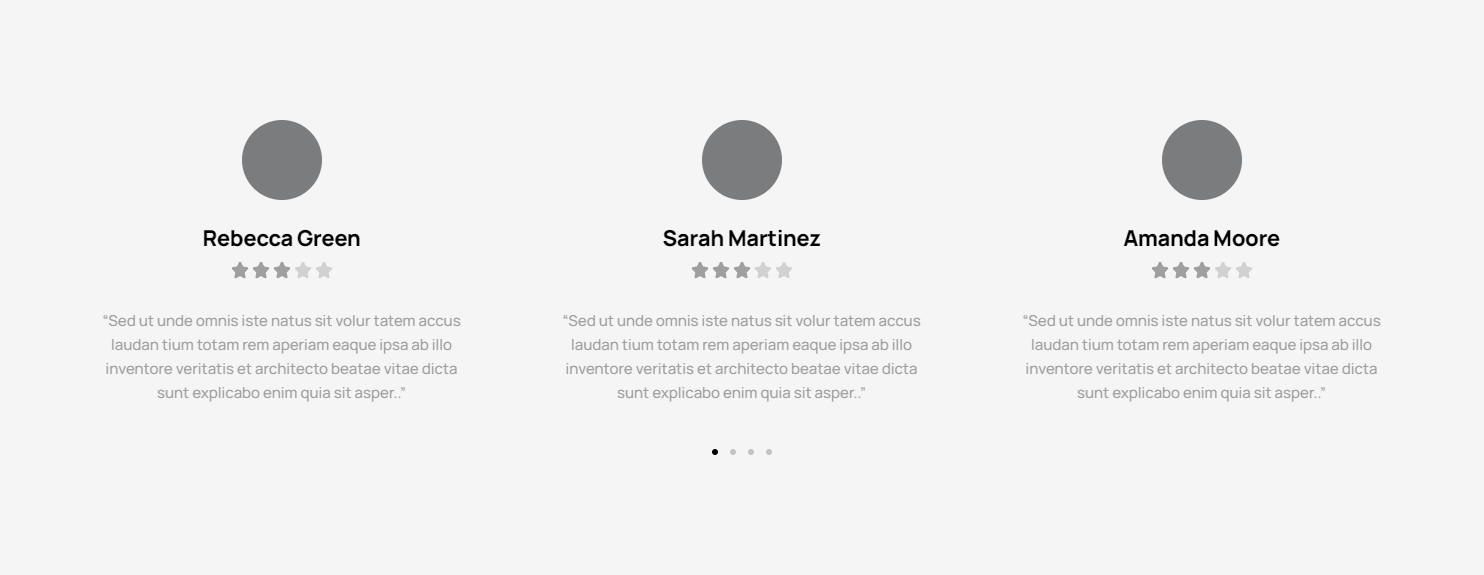 Rebecca Green
“Sed ut unde omnis iste natus sit volur tatem accus
laudan tium totam rem aperiam eaque ipsa ab illo
inventore veritatis et architecto beatae vitae dicta
sunt explicabo enim quia sit asper..”
Sarah Martinez
“Sed ut unde omnis iste natus sit volur tatem accus
laudan tium totam rem aperiam eaque ipsa ab illo
inventore veritatis et architecto beatae vitae dicta
sunt explicabo enim quia sit asper..”
Amanda Moore
“Sed ut unde omnis iste natus sit volur tatem accus
laudan tium totam rem aperiam eaque ipsa ab illo
inventore veritatis et architecto beatae vitae dicta
sunt explicabo enim quia sit asper..”